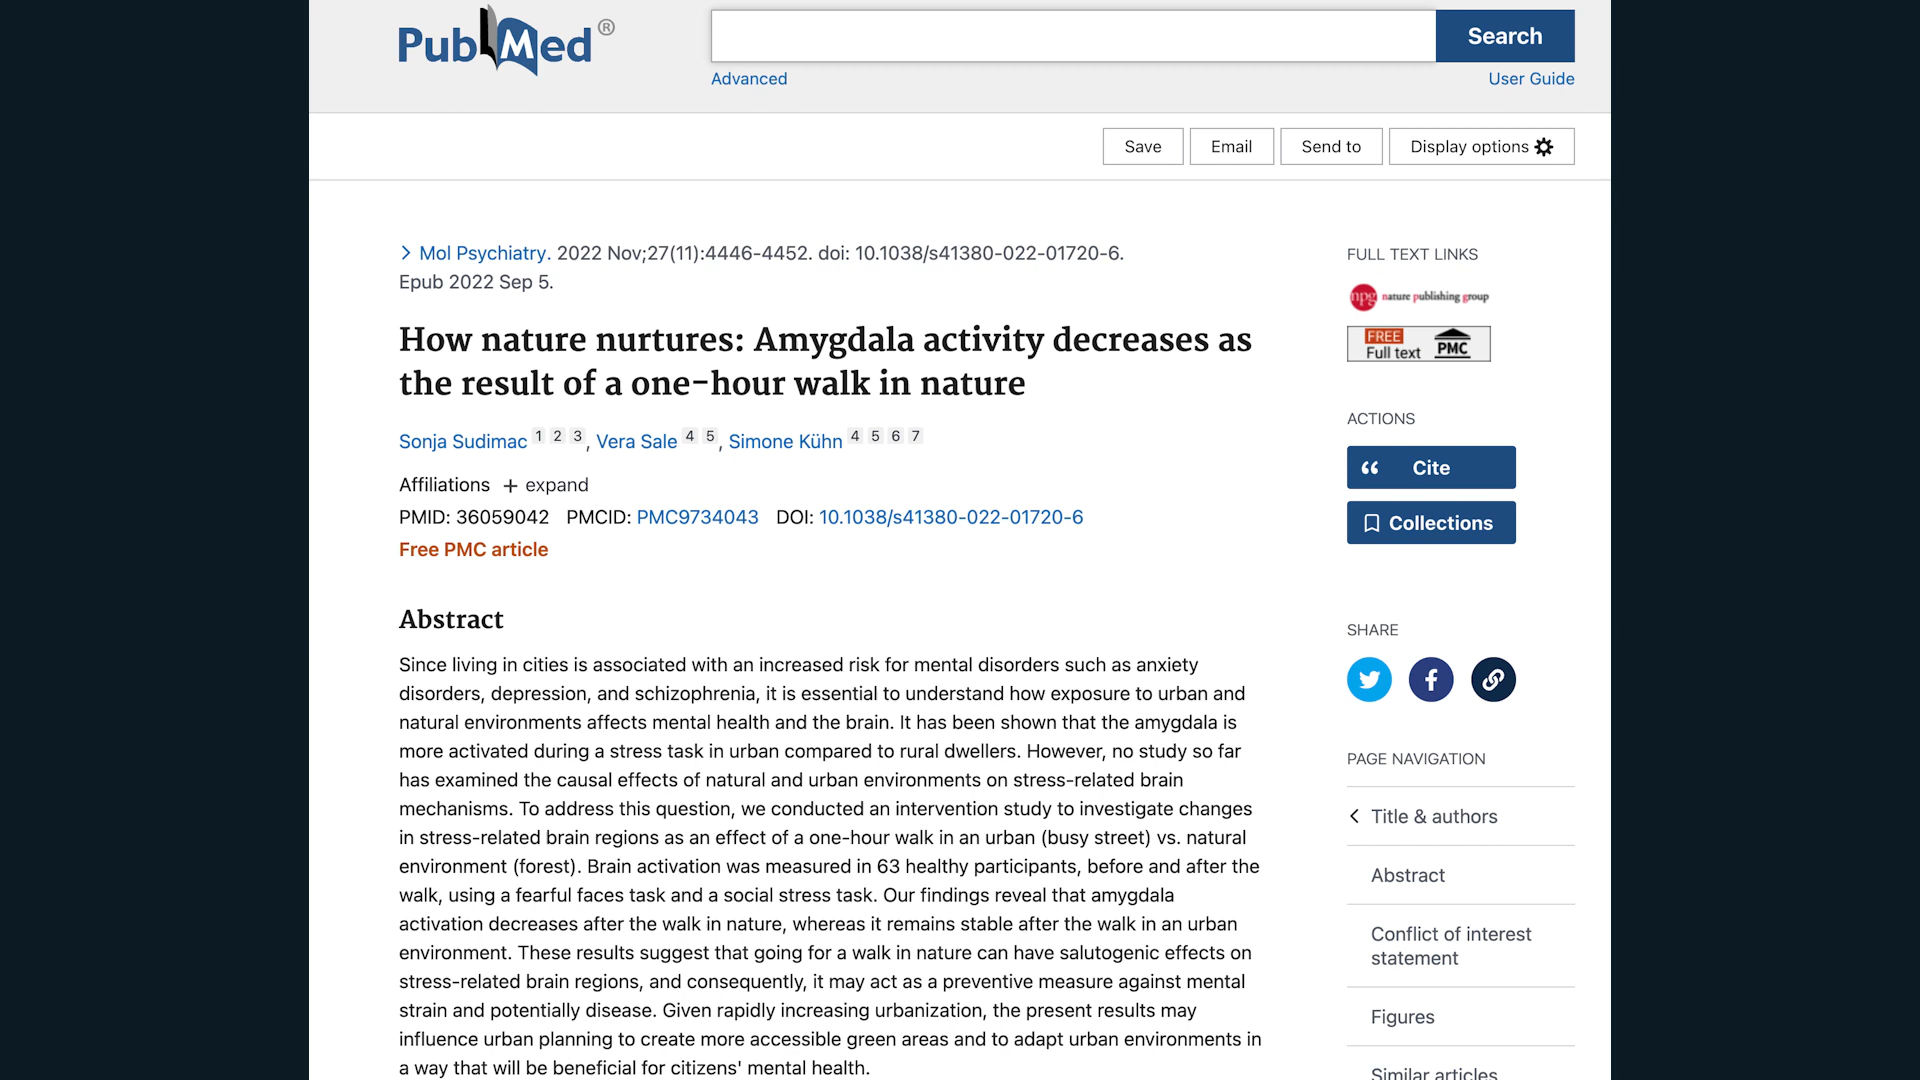 PubMed®
Search
Advanced
User Guide
Save
Email
Send to
Display options
Mol Psychiatry. 2022 Nov;27(11):4446-4452. doi: 10.1038/s41380-022-01720-6.
Epub 2022 Sep 5.
How nature nurtures: Amygdala activity decreases as
the result of a one-hour walk in nature
Sonja Sudimac 1 2 3, Vera Sale 4 5, Simone Kühn 4 5 6 7
Affiliations + expand
PMID: 36059042 PMCID: PMC9734043 DOI: 10.1038/s41380-022-01720-6
Free PMC article
Abstract
Since living in cities is associated with an increased risk for mental disorders such as anxiety
disorders, depression, and schizophrenia, it is essential to understand how exposure to urban and
natural environments affects mental health and the brain. It has been shown that the amygdala is
more activated during a stress task in urban compared to rural dwellers. However, no study so far
has examined the causal effects of natural and urban environments on stress-related brain
mechanisms. To address this question, we conducted an intervention study to investigate changes
in stress-related brain regions as an effect of a one-hour walk in an urban (busy street) vs. natural
environment (forest). Brain activation was measured in 63 healthy participants, before and after the
walk, using a fearful faces task and a social stress task. Our findings reveal that amygdala
activation decreases after the walk in nature, whereas it remains stable after the walk in an urban
environment. These results suggest that going for a walk in nature can have salutogenic effects on
stress-related brain regions, and consequently, it may act as a preventive measure against mental
strain and potentially disease. Given rapidly increasing urbanization, the present results may
influence urban planning to create more accessible green areas and to adapt urban environments in
a way that will be beneficial for citizens' mental health.
FULL TEXT LINKS
npg nature publishing group
FREE
Full text PMC
ACTIONS
Cite
Collections
SHARE
PAGE NAVIGATION
Title & authors
Abstract
Conflict of interest
statement
Figures
Similar articles